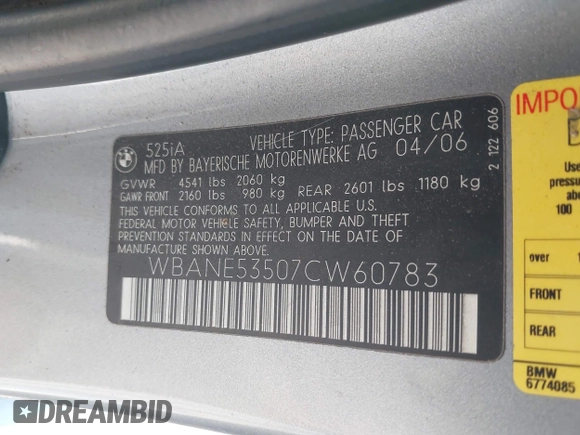 BMW
525iA VEHICLE TYPE: PASSENGER CAR
MFD BY BAYERISCHE MOTORENWERKE AG 04/06
GVWR 4541 lbs 2060 kg
GAWR FRONT 2160 lbs 980 kg REAR 2601 lbs 1180 kg
THIS VEHICLE CONFORMS TO ALL APPLICABLE U.S.
FEDERAL MOTOR VEHICLE SAFETY, BUMPER AND THEFT
PREVENTION STANDARDS IN EFFECT ON THE DATE OF
MANUFACTURE SHOWN ABOVE.
WBANE53507CW60783
2 122 606
Use
pressu
abo
100
over
FRONT
REAR
BMW
6774085
DREAMBID